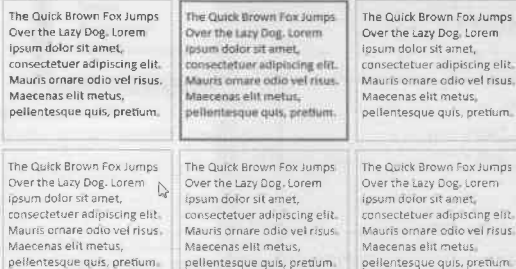 The Quick Brown Fox Jumps
Over the Lazy Dog. Lorem
ipsum dolor sit amet,
consectetuer adipiscing elit.
Mauris ornare odio vel risus.
Maecenas elit metus,
pellentesque quis, pretium.
The Quick Brown Fox Jumps
Over the Lazy Dog. Lorem
ipsum dolor sit amet,
consectetuer adipiscing elit.
Mauris ornare odio vel risus.
Maecenas elit metus,
pellentesque quis, pretium.
The Quick Brown Fox Jumps
Over the Lazy Dog. Lorem
ipsum dolor sit amet,
consectetuer adipiscing elit.
Mauris ornare odio vel risus.
Maecenas elit metus,
pellentesque quis, pretium.
The Quick Brown Fox Jumps
Over the Lazy Dog. Lorem
ipsum dolor sit amet,
consectetuer adipiscing elit.
Mauris ornare odio vel risus.
Maecenas elit metus,
pellentesque quis, pretium.
The Quick Brown Fox Jumps
Over the Lazy Dog. Lorem
ipsum dolor sit amet,
consectetuer adipiscing elit.
Mauris ornare odio vel risus.
Maecenas elit metus,
pellentesque quis, pretium.
The Quick Brown Fox Jumps
Over the Lazy Dog. Lorem
ipsum dolor sit amet,
consectetuer adipiscing elit.
Mauris ornare odio vel risus.
Maecenas elit metus,
pellentesque quis, pretium.